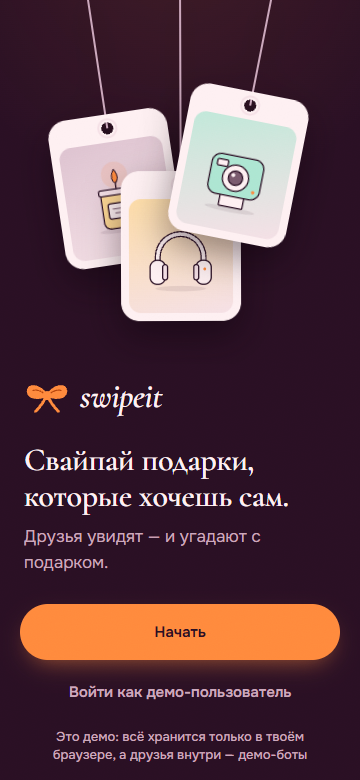 swipeit
Свайпай подарки,
которые хочешь сам.
Друзья увидят — и угадают с
подарком.
Начать
Войти как демо-пользователь
Это демо: всё хранится только в твоём
браузере, а друзья внутри — демо-боты